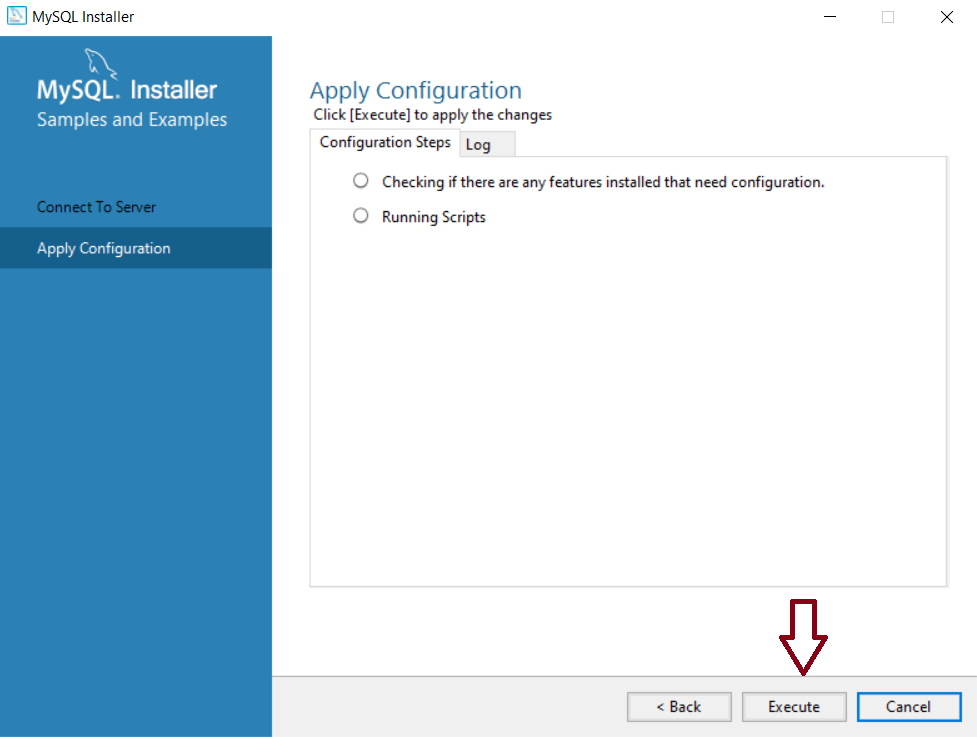 MySQL Installer
MySQL. Installer
Samples and Examples
Connect To Server
Apply Configuration
Apply Configuration
Click [Execute] to apply the changes
Configuration Steps
Log
Checking if there are any features installed that need configuration.
Running Scripts
< Back
Execute
Cancel